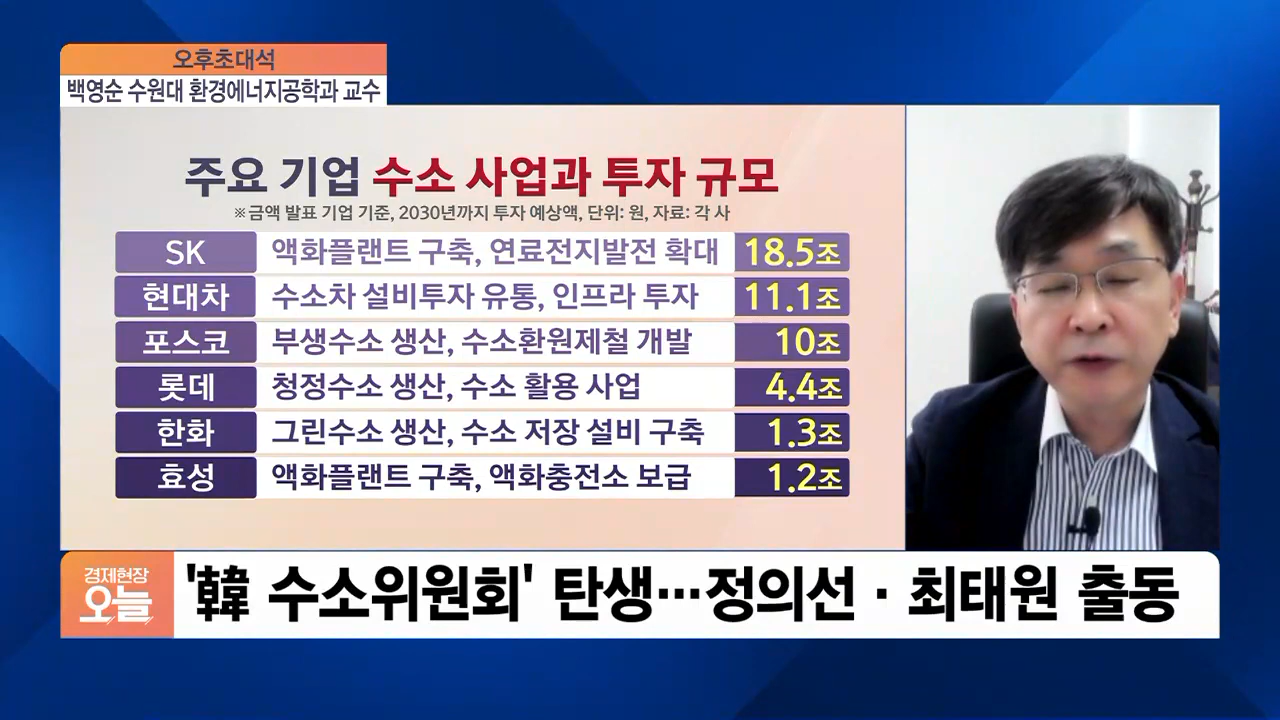 오후초대석
백영순 수원대 환경에너지공학과 교수
주요 기업 수소 사업과 투자 규모
※금액 발표 기업 기준, 2030년까지 투자 예상액, 단위: 원, 자료: 각 사
SK 액화플랜트 구축, 연료전지발전 확대 18.5조
현대차 수소차 설비투자 유통, 인프라 투자 11.1조
포스코 부생수소 생산, 수소환원제철 개발 10조
롯데 청정수소 생산, 수소 활용 사업 4.4조
한화 그린수소 생산, 수소 저장 설비 구축 1.3조
효성 액화플랜트 구축, 액화충전소 보급 1.2조
경제현장
오늘
'韓 수소위원회' 탄생…정의선·최태원 출동